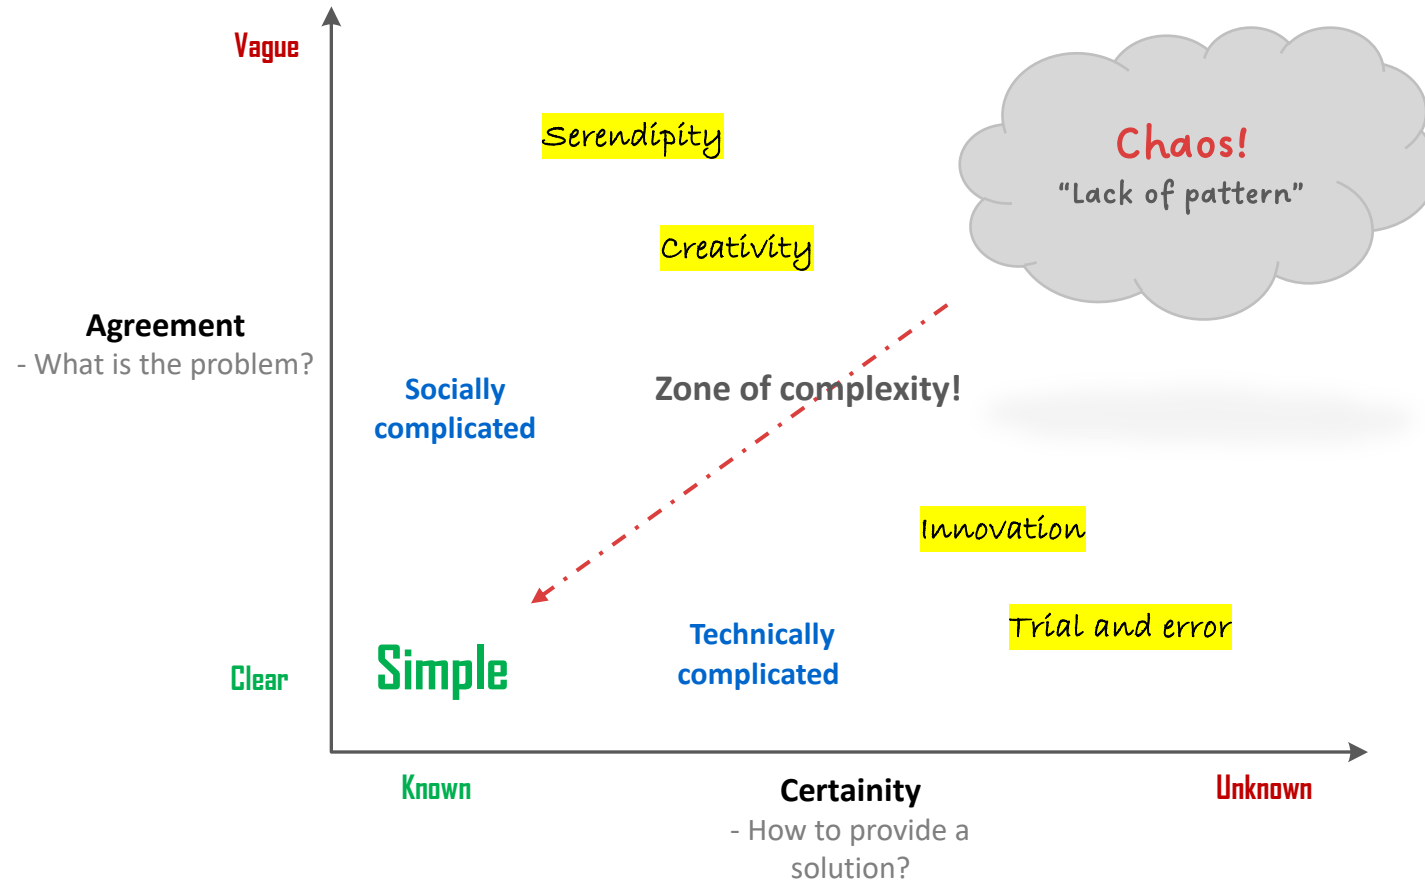 Vague
Serendipity
Chaos!
“Lack of pattern”
Creativity
Agreement
- What is the problem?
Socially
complicated
Zone of complexity!
Innovation
Trial and error
Technically
complicated
Simple
Clear
Known
Certainity
Unknown
- How to provide a
solution?